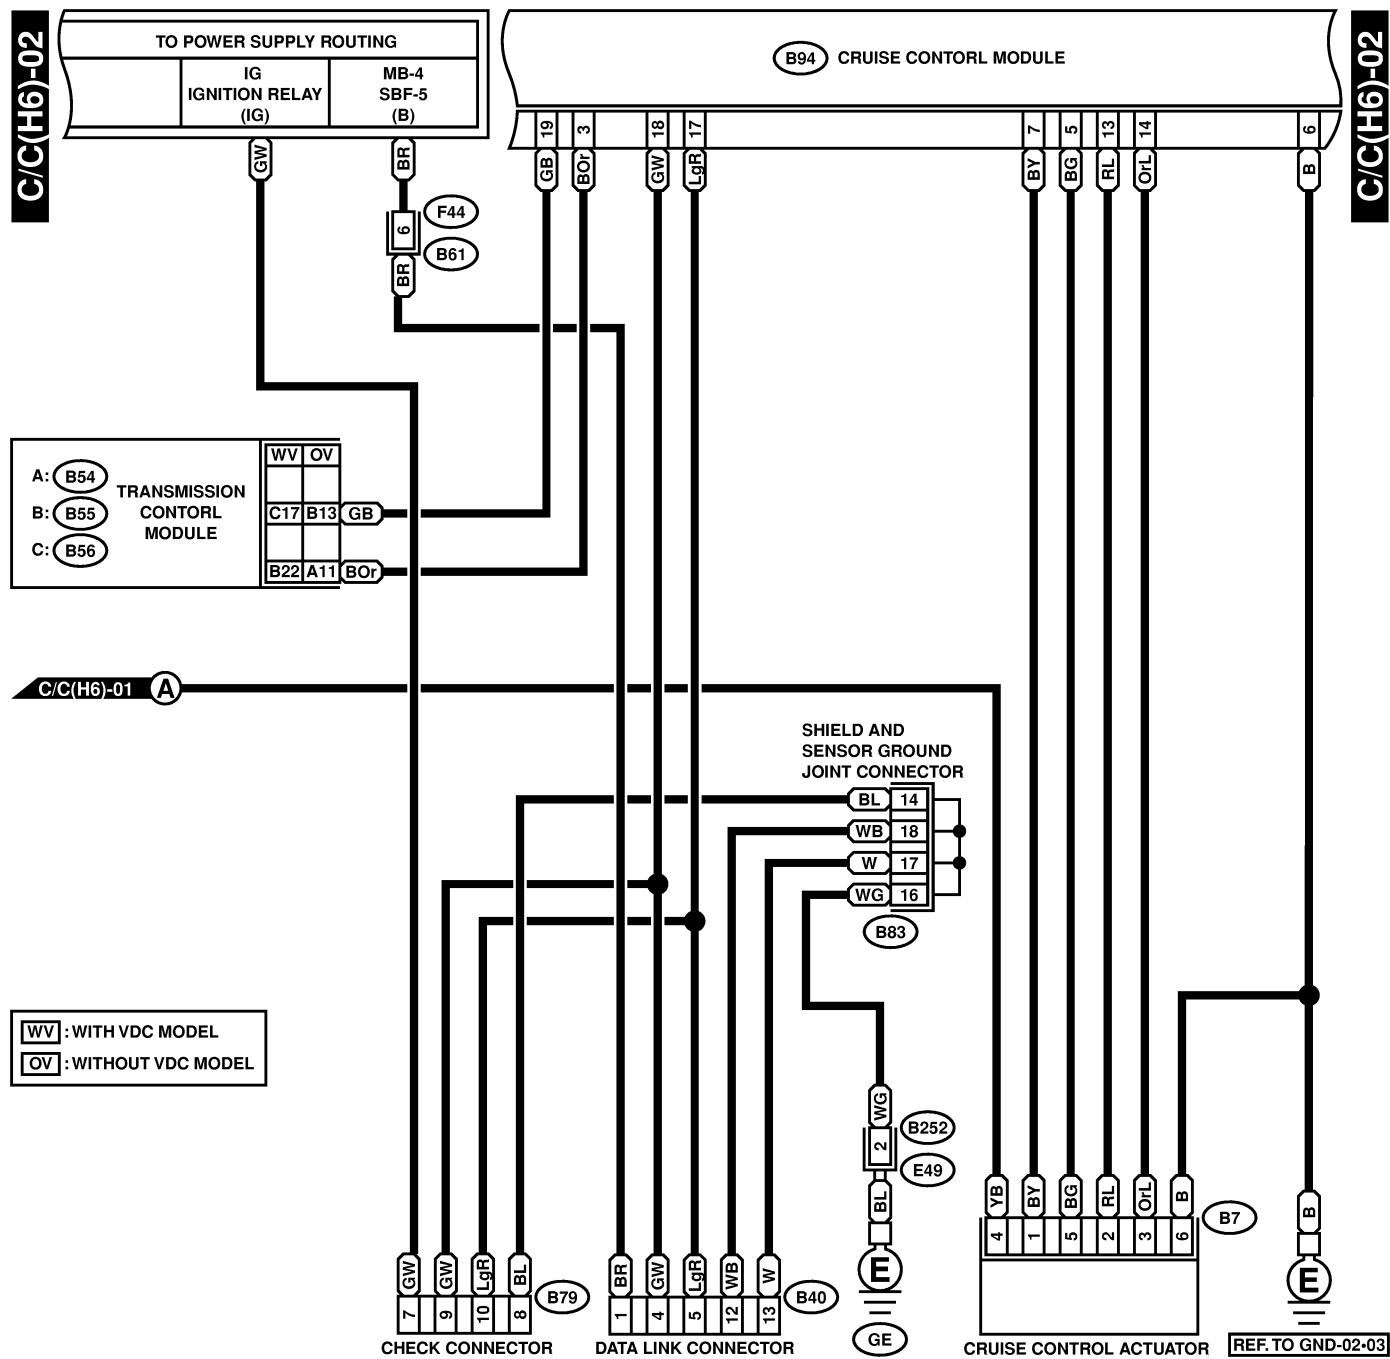 C/C(H6)-02
TO POWER SUPPLY ROUTING
IG
IGNITION RELAY
(IG)
MB-4
SBF-5
(B)
B94 CRUISE CONTORL MODULE
C/C(H6)-02
19 3 18 17 7 5 13 14 6
GW BR GB BOr GW LgR BY BG RL OrL B
F44
6
B61
BR
WV OV
A: B54
B: B55
C: B56
TRANSMISSION
CONTORL
MODULE
C17 B13 GB
B22 A11 BOr
C/C(H6)-01 A
SHIELD AND
SENSOR GROUND
JOINT CONNECTOR
BL 14
WB 18
W 17
WG 16
B83
WV : WITH VDC MODEL
OV : WITHOUT VDC MODEL
WG
B252
2
E49
BL
E
GE
YB BY BG RL OrL B
4 1 5 2 3 6
B7
B
E
GW GW LgR BL
7 9 10 8
B79
BR GW LgR WB W
1 4 5 12 13
B40
CHECK CONNECTOR
DATA LINK CONNECTOR
CRUISE CONTROL ACTUATOR
REF. TO GND-02•03